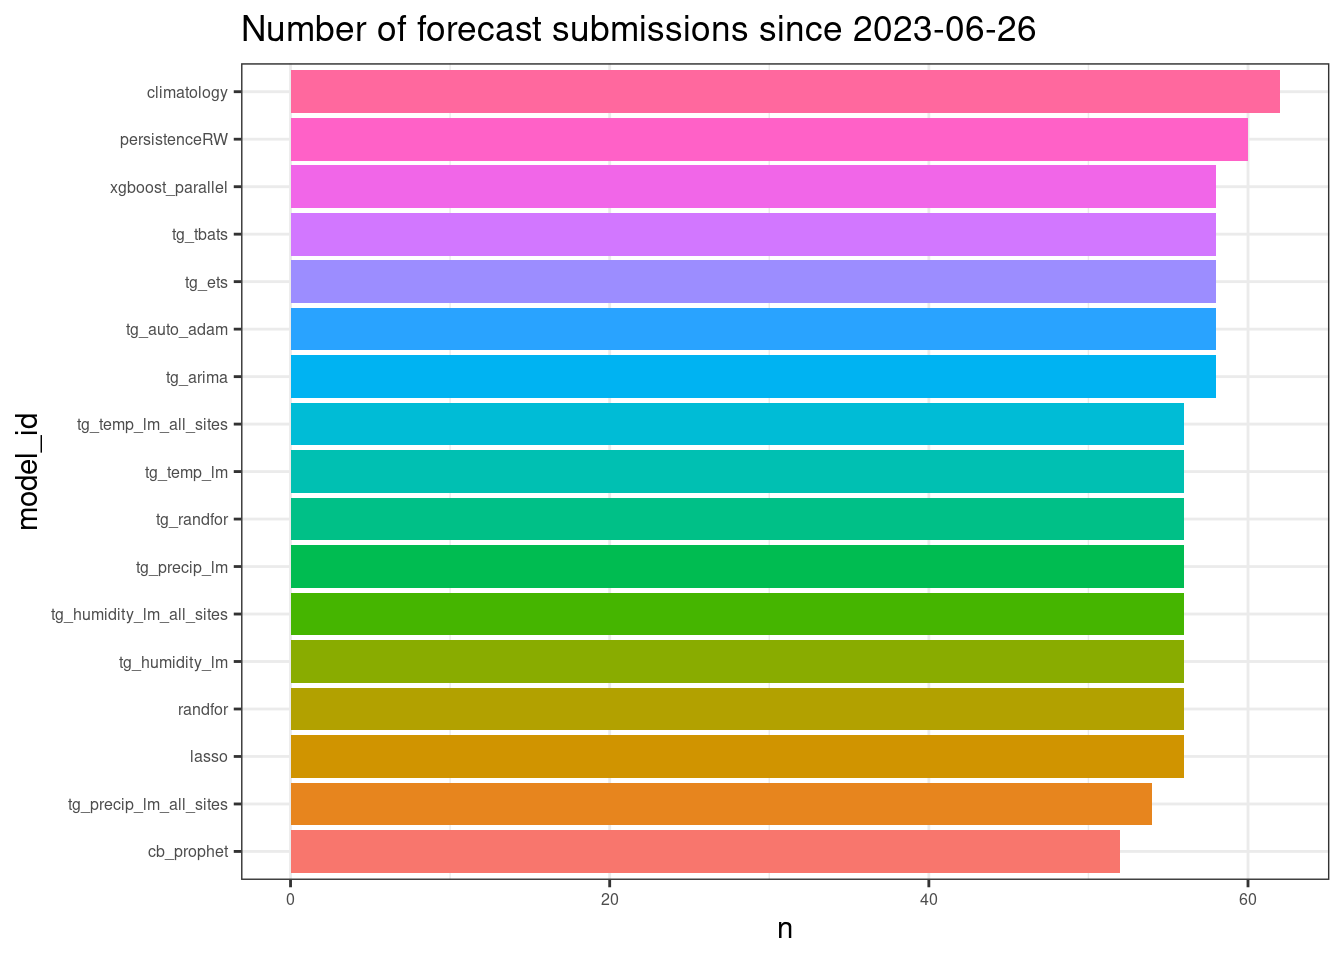 Number of forecast submissions since 2023-06-26
climatology
persistenceRW
xgboost_parallel
tg_tbats
tg_ets
tg_auto_adam
tg_arima
tg_temp_lm_all_sites
tg_temp_lm
tg_randfor
tg_precip_lm
tg_humidity_lm_all_sites
tg_humidity_lm
randfor
lasso
tg_precip_lm_all_sites
cb_prophet
model_id
0 20 40 60
n